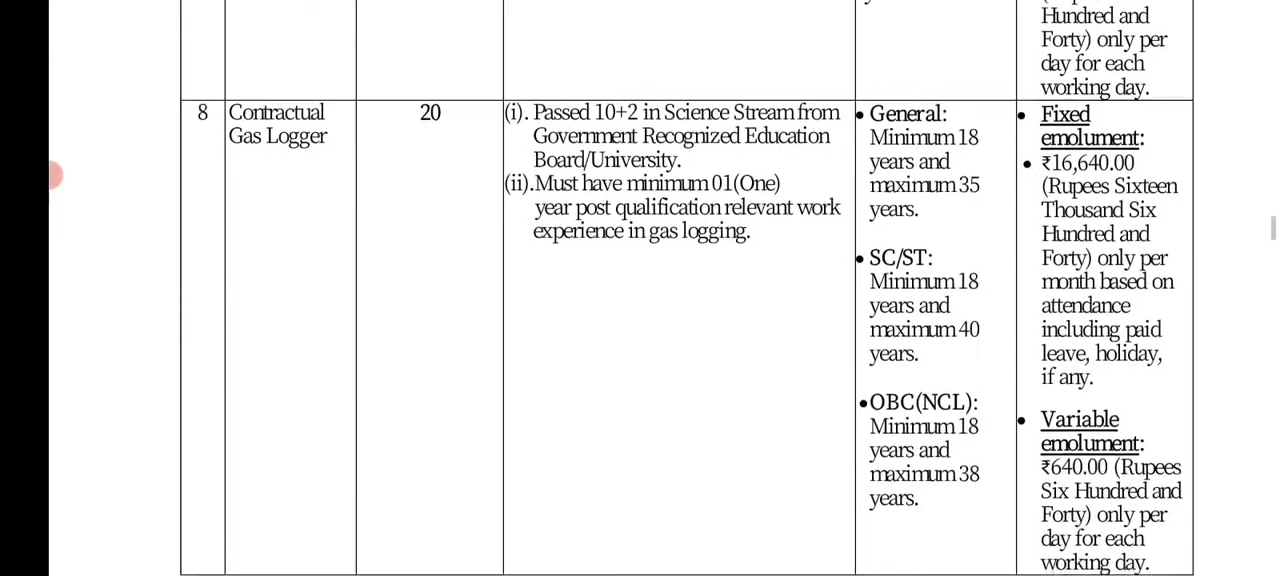 Hundred and
Forty) only per
day for each
working day.
8
Contractual
Gas Logger
20
(i). Passed 10+2 in Science Stream from
Government Recognized Education
Board/University.
(ii).Must have minimum 01(One)
year post qualification relevant work
experience in gas logging.
• General:
Minimum 18
years and
maximum 35
years.
• SC/ST:
Minimum 18
years and
maximum 40
years.
•OBC(NCL):
Minimum 18
years and
maximum 38
years.
• Fixed
emolument:
• ₹16,640.00
(Rupees Sixteen
Thousand Six
Hundred and
Forty) only per
month based on
attendance
including paid
leave, holiday,
if any.
• Variable
emolument:
₹640.00 (Rupees
Six Hundred and
Forty) only per
day for each
working day.